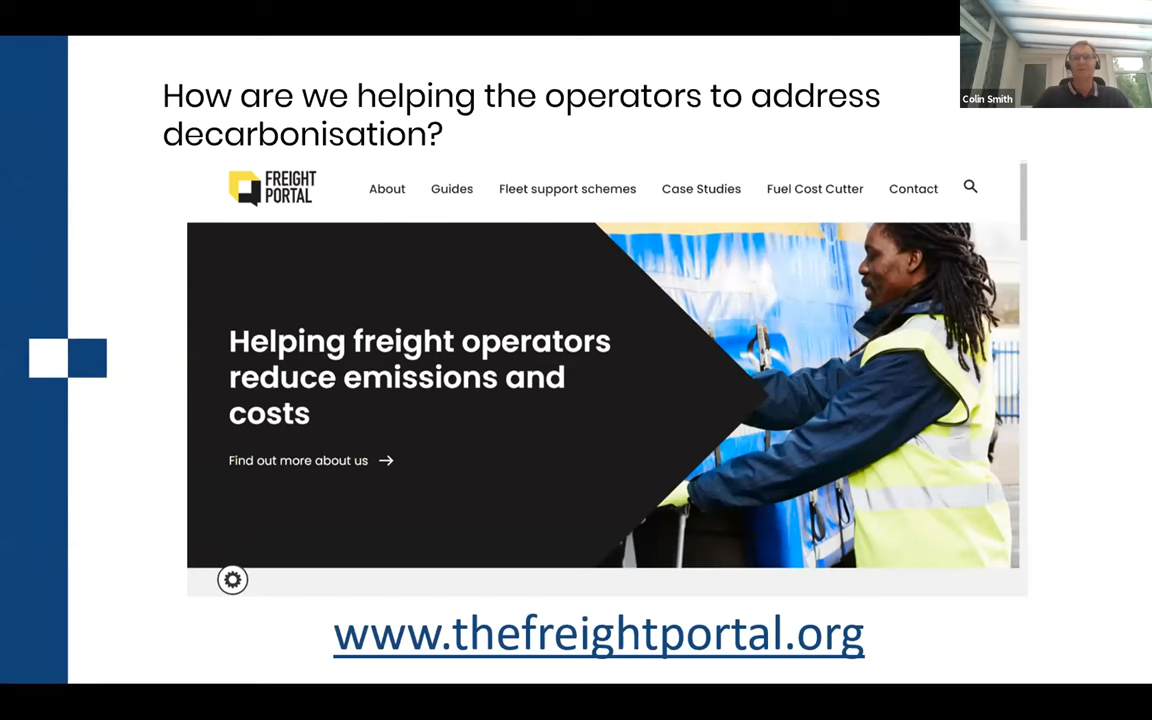 How are we helping the operators to address
decarbonisation?
Colin Smith
FREIGHT
PORTAL
About Guides Fleet support schemes Case Studies Fuel Cost Cutter Contact
Helping freight operators
reduce emissions and
costs
Find out more about us →
www.thefreightportal.org